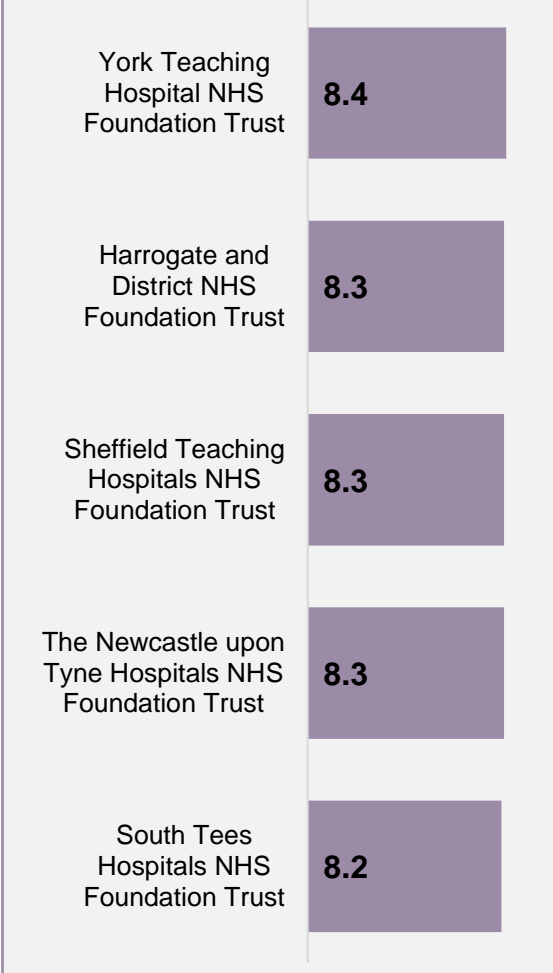 York Teaching
Hospital NHS
Foundation Trust
8.4
Harrogate and
District NHS
Foundation Trust
8.3
Sheffield Teaching
Hospitals NHS
Foundation Trust
8.3
The Newcastle upon
Tyne Hospitals NHS
Foundation Trust
8.3
South Tees
Hospitals NHS
Foundation Trust
8.2